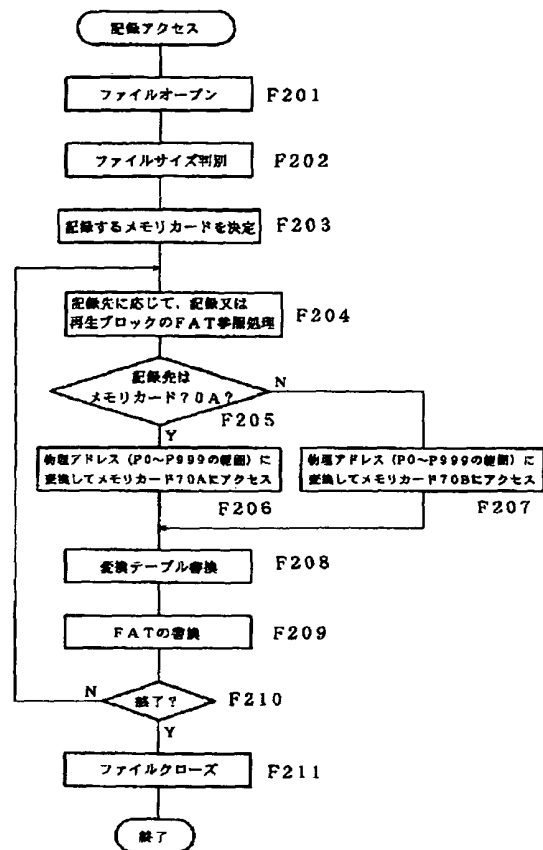 記録アクセス
ファイルオープン
F201
ファイルサイズ判別
F202
記録するメモリカードを決定
F203
記録先に応じて、記録又は
再生ブロックのFAT参照処理
F204
記録先は
メモリカード70A?
F205
N
Y
物理アドレス(P0〜P999の範囲)に
変換してメモリカード70Aにアクセス
F206
物理アドレス(P0〜P999の範囲)に
変換してメモリカード70Bにアクセス
F207
変換テーブル書換
F208
FATの書換
F209
終了?
F210
N
Y
ファイルクローズ
F211
終了